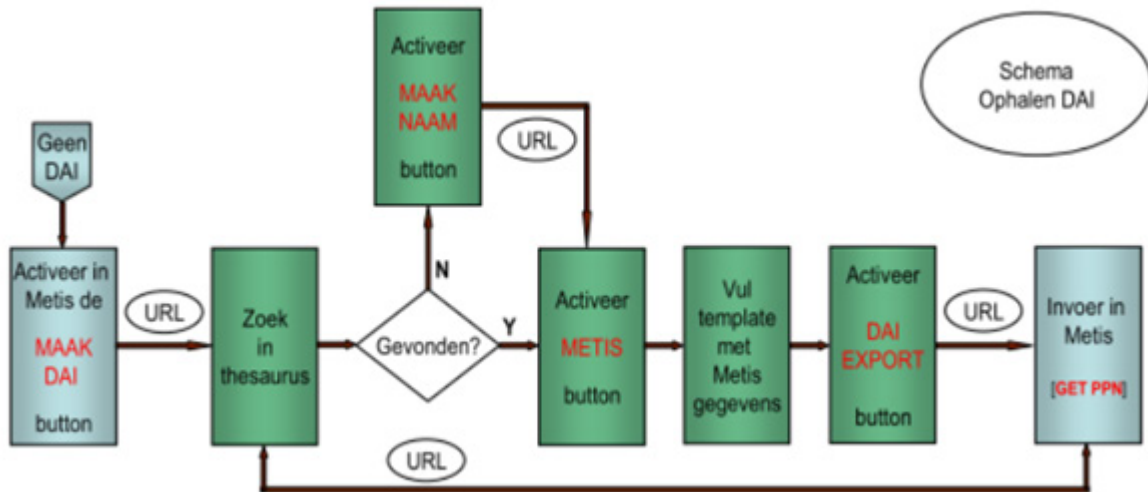 Schema
Ophalen DAI
Geen
DAI
Activeer in
Metis de
MAAK
DAI
button
URL
Zoek
in
thesaurus
Gevonden?
N
Y
Activeer
MAAK
NAAM
button
URL
Activeer
METIS
button
Vul
template
met
Metis
gegevens
Activeer
DAI
EXPORT
button
URL
Invoer in
Metis
[GET PPN]
URL